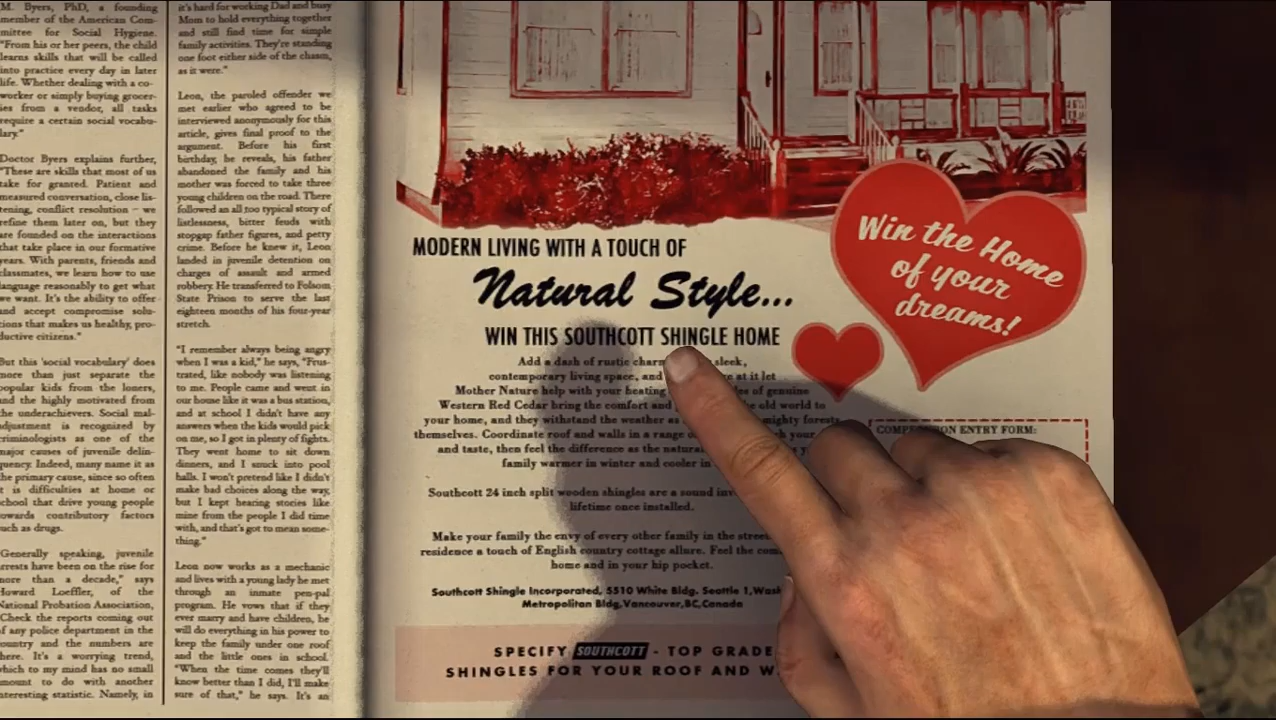 M. Byers, PhD, a founding
member of the American Com-
mittee for Social Hygiene.
"From his or her peers, the child
learns skills that will be called
into practice every day in later
life. Whether dealing with a co-
worker or simply buying grocer-
ies from a vendor, all tasks
require a certain social vocabu-
lary."
Doctor Byers explains further,
"These are skills that most of us
take for granted. Patient and
measured conversation, close lis-
tening, conflict resolution – we
refine them later on, but they
are founded on the interactions
that take place in our formative
years. With parents, friends and
classmates, we learn how to use
language reasonably to get what
we want. It's the ability to offer
and accept compromise solu-
tions that makes us healthy, pro-
ductive citizens."
But this 'social vocabulary' does
more than just separate the
popular kids from the loners,
and the highly motivated from
the underachievers. Social mal-
adjustment is recognized by
criminologists as one of the
major causes of juvenile delin-
quency. Indeed, many name it as
the primary cause, since so often
it is difficulties at home or
school that drive young people
towards contributory factors
such as drugs.
"Generally speaking, juvenile
arrests have been on the rise for
more than a decade," says
Howard Loeffler, of the
National Probation Association,
"Check the reports coming out
of any police department in the
country and the numbers are
there. It's a worrying trend,
which to my mind has no small
amount to do with another
interesting statistic. Namely, in
it's hard for working Dad and busy
Mom to hold everything together
and still find time for simple
family activities. They're standing
one foot either side of the chasm,
as it were."
Leon, the paroled offender we
met earlier who agreed to be
interviewed anonymously for this
article, gives final proof to the
argument. Before his first
birthday, he reveals, his father
abandoned the family and his
mother was forced to take three
young children on the road. There
followed an all too typical story of
listlessness, bitter feuds with
stopgap father figures, and petty
crime. Before he knew it, Leon
landed in juvenile detention on
charges of assault and armed
robbery. He transferred to Folsom
State Prison to serve the last
eighteen months of his four-year
stretch.
"I remember always being angry
when I was a kid," he says, "Frus-
trated, like nobody was listening
to me. People came and went in
our house like it was a bus station,
and at school I didn't have any
answers when the kids would pick
on me, so I got in plenty of fights.
They went home to sit down
dinners, and I snuck into pool
halls. I won't pretend like I didn't
make bad choices along the way,
but I kept hearing stories like
mine from the people I did time
with, and that's got to mean some-
thing."
Leon now works as a mechanic
and lives with a young lady he met
through an inmate pen-pal
program. He vows that if they
ever marry and have children, he
will do everything in his power to
keep the family under one roof
and the little ones in school.
"When the time comes they'll
know better than I did, I'll make
sure of that," he says. It's an
MODERN LIVING WITH A TOUCH OF
Natural Style...
WIN THIS SOUTHCOTT SHINGLE HOME
Win the Home
of your
dreams!
Add a dash of rustic charm sleek,
contemporary living space, and at it let
Mother Nature help with your heating of genuine
Western Red Cedar bring the comfort and old world to
your home, and they withstand the weather as mighty forests
themselves. Coordinate roof and walls in a range your
and taste, then feel the difference as the natural
family warmer in winter and cooler in
Southcott 24 inch split wooden shingles are a sound
lifetime once installed.
Make your family the envy of every other family in the street
residence a touch of English country cottage allure. Feel the
home and in your hip pocket.
Southcott Shingle Incorporated, 5510 White Bldg. Seattle 1,
Metropolitan Bldg,Vancouver,BC,Canada
COMPETITION ENTRY FORM:
SPECIFY SOUTHCOTT - TOP GRADE
SHINGLES FOR YOUR ROOF AND